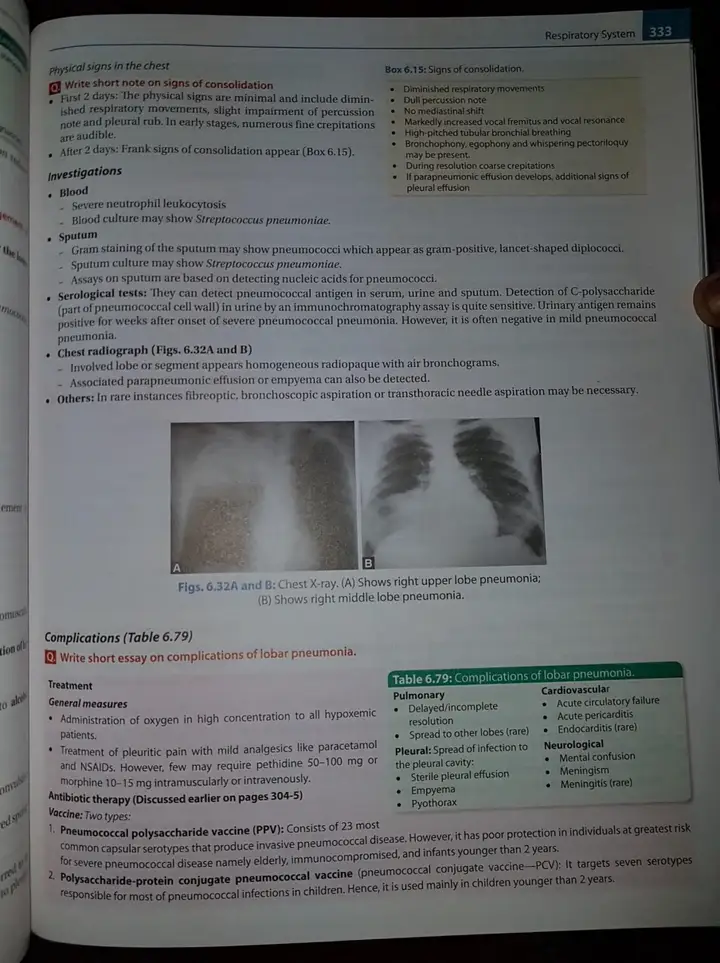 Respiratory System 333
Physical signs in the chest
Q. Write short note on signs of consolidation
• First 2 days: The physical signs are minimal and include dimin-
ished respiratory movements, slight impairment of percussion
note and pleural rub. In early stages, numerous fine crepitations
are audible.
• After 2 days: Frank signs of consolidation appear (Box 6.15).
Box 6.15: Signs of consolidation.
• Diminished respiratory movements
• Dull percussion note
• No mediastinal shift
• Markedly increased vocal fremitus and vocal resonance
• High-pitched tubular bronchial breathing
• Bronchophony, egophony and whispering pectoriloquy
may be present.
• During resolution coarse crepitations
• If parapneumonic effusion develops, additional signs of
pleural effusion
Investigations
• Blood
– Severe neutrophil leukocytosis
– Blood culture may show Streptococcus pneumoniae.
• Sputum
– Gram staining of the sputum may show pneumococci which appear as gram-positive, lancet-shaped diplococci.
– Sputum culture may show Streptococcus pneumoniae.
– Assays on sputum are based on detecting nucleic acids for pneumococci.
• Serological tests: They can detect pneumococcal antigen in serum, urine and sputum. Detection of C-polysaccharide
(part of pneumococcal cell wall) in urine by an immunochromatography assay is quite sensitive. Urinary antigen remains
positive for weeks after onset of severe pneumococcal pneumonia. However, it is often negative in mild pneumococcal
pneumonia.
• Chest radiograph (Figs. 6.32A and B)
– Involved lobe or segment appears homogeneous radiopaque with air bronchograms.
– Associated parapneumonic effusion or empyema can also be detected.
• Others: In rare instances fibreoptic, bronchoscopic aspiration or transthoracic needle aspiration may be necessary.
A
B
Figs. 6.32A and B: Chest X-ray. (A) Shows right upper lobe pneumonia;
(B) Shows right middle lobe pneumonia.
Complications (Table 6.79)
Q. Write short essay on complications of lobar pneumonia.
Treatment
General measures
• Administration of oxygen in high concentration to all hypoxemic
patients.
• Treatment of pleuritic pain with mild analgesics like paracetamol
and NSAIDs. However, few may require pethidine 50–100 mg or
morphine 10–15 mg intramuscularly or intravenously.
Antibiotic therapy (Discussed earlier on pages 304-5)
Vaccine: Two types:
Table 6.79: Complications of lobar pneumonia.
Pulmonary
• Delayed/incomplete
resolution
• Spread to other lobes (rare)
Pleural: Spread of infection to
the pleural cavity:
• Sterile pleural effusion
• Empyema
• Pyothorax
Cardiovascular
• Acute circulatory failure
• Acute pericarditis
• Endocarditis (rare)
Neurological
• Mental confusion
• Meningism
• Meningitis (rare)
1. Pneumococcal polysaccharide vaccine (PPV): Consists of 23 most
common capsular serotypes that produce invasive pneumococcal disease. However, it has poor protection in individuals at greatest risk
for severe pneumococcal disease namely elderly, immunocompromised, and infants younger than 2 years.
2. Polysaccharide-protein conjugate pneumococcal vaccine (pneumococcal conjugate vaccine—PCV): It targets seven serotypes
responsible for most of pneumococcal infections in children. Hence, it is used mainly in children younger than 2 years.